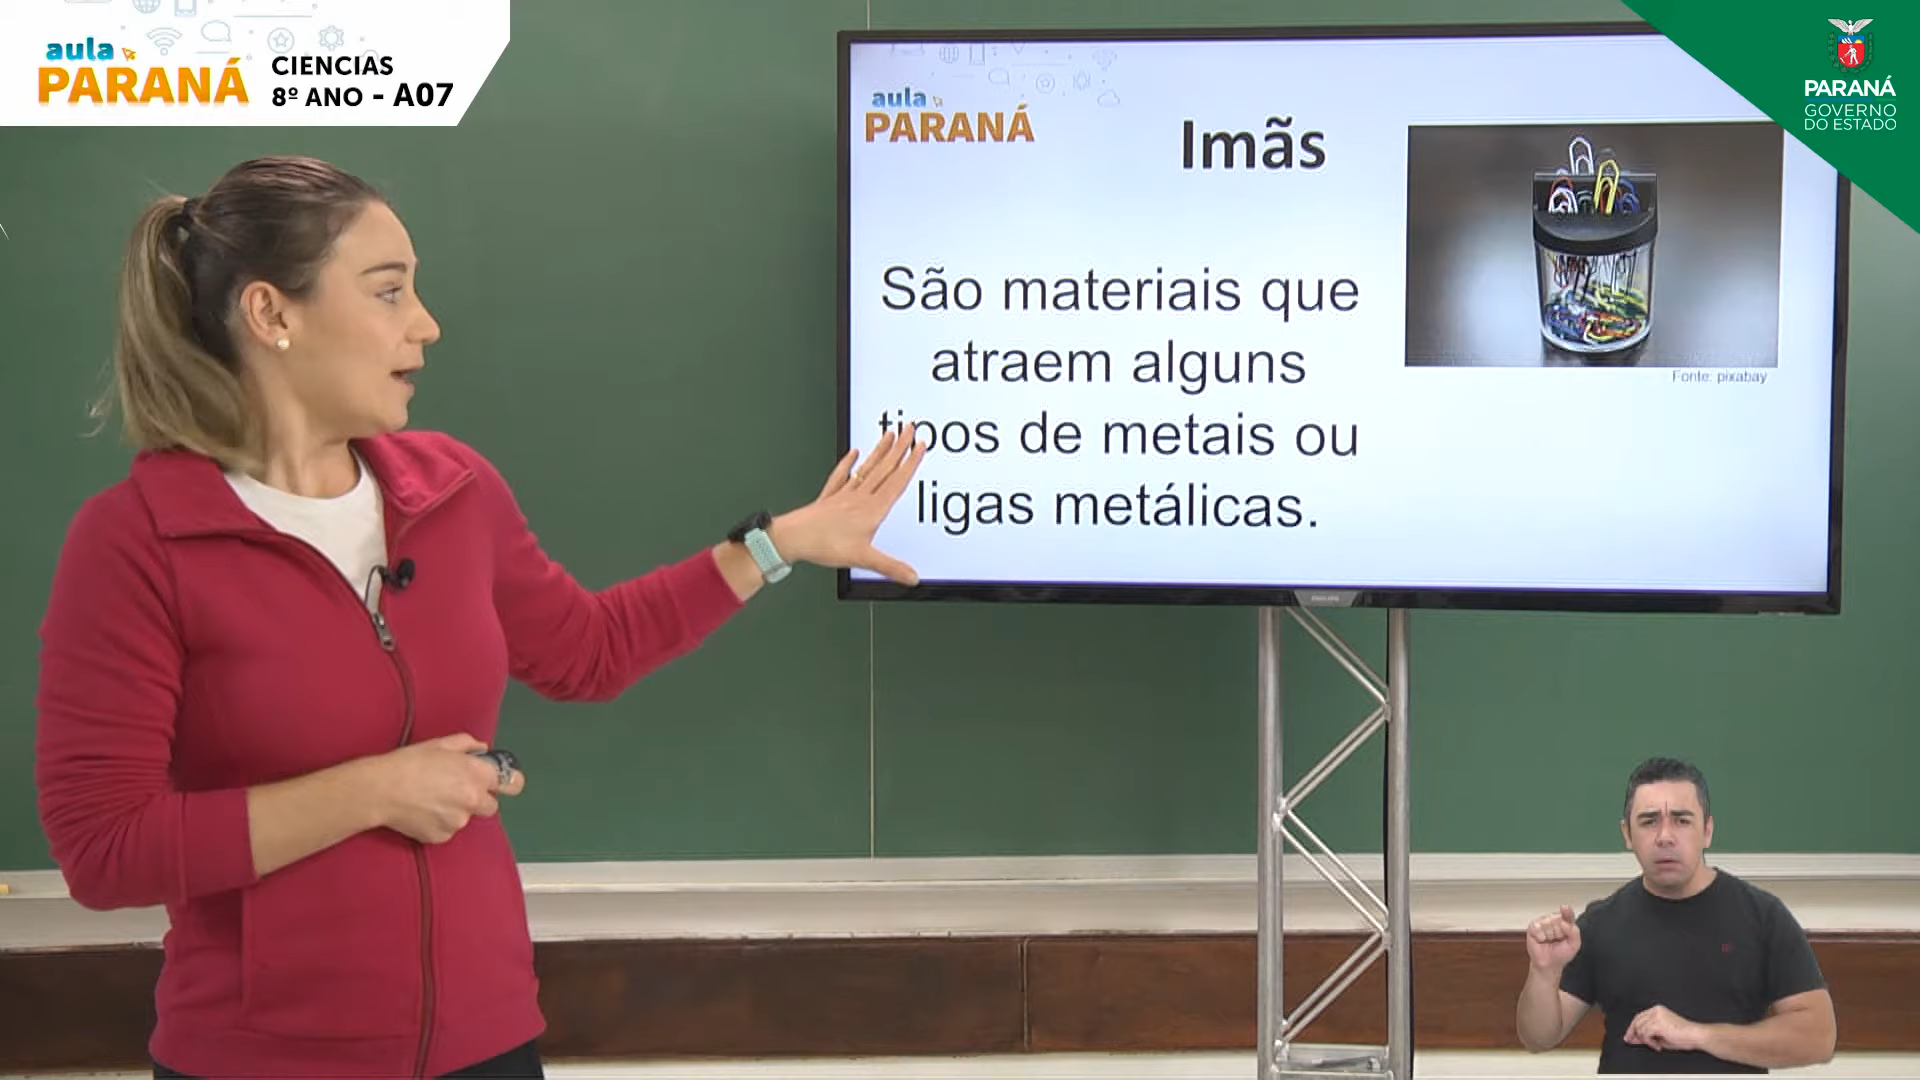 aula
PARANÁ
CIENCIAS
8º ANO - A07
aula
PARANÁ
Imãs
São materiais que
atraem alguns
tipos de metais ou
ligas metálicas.
Fonte: pixabay
PARANÁ
GOVERNO
DO ESTADO
PHILIPS